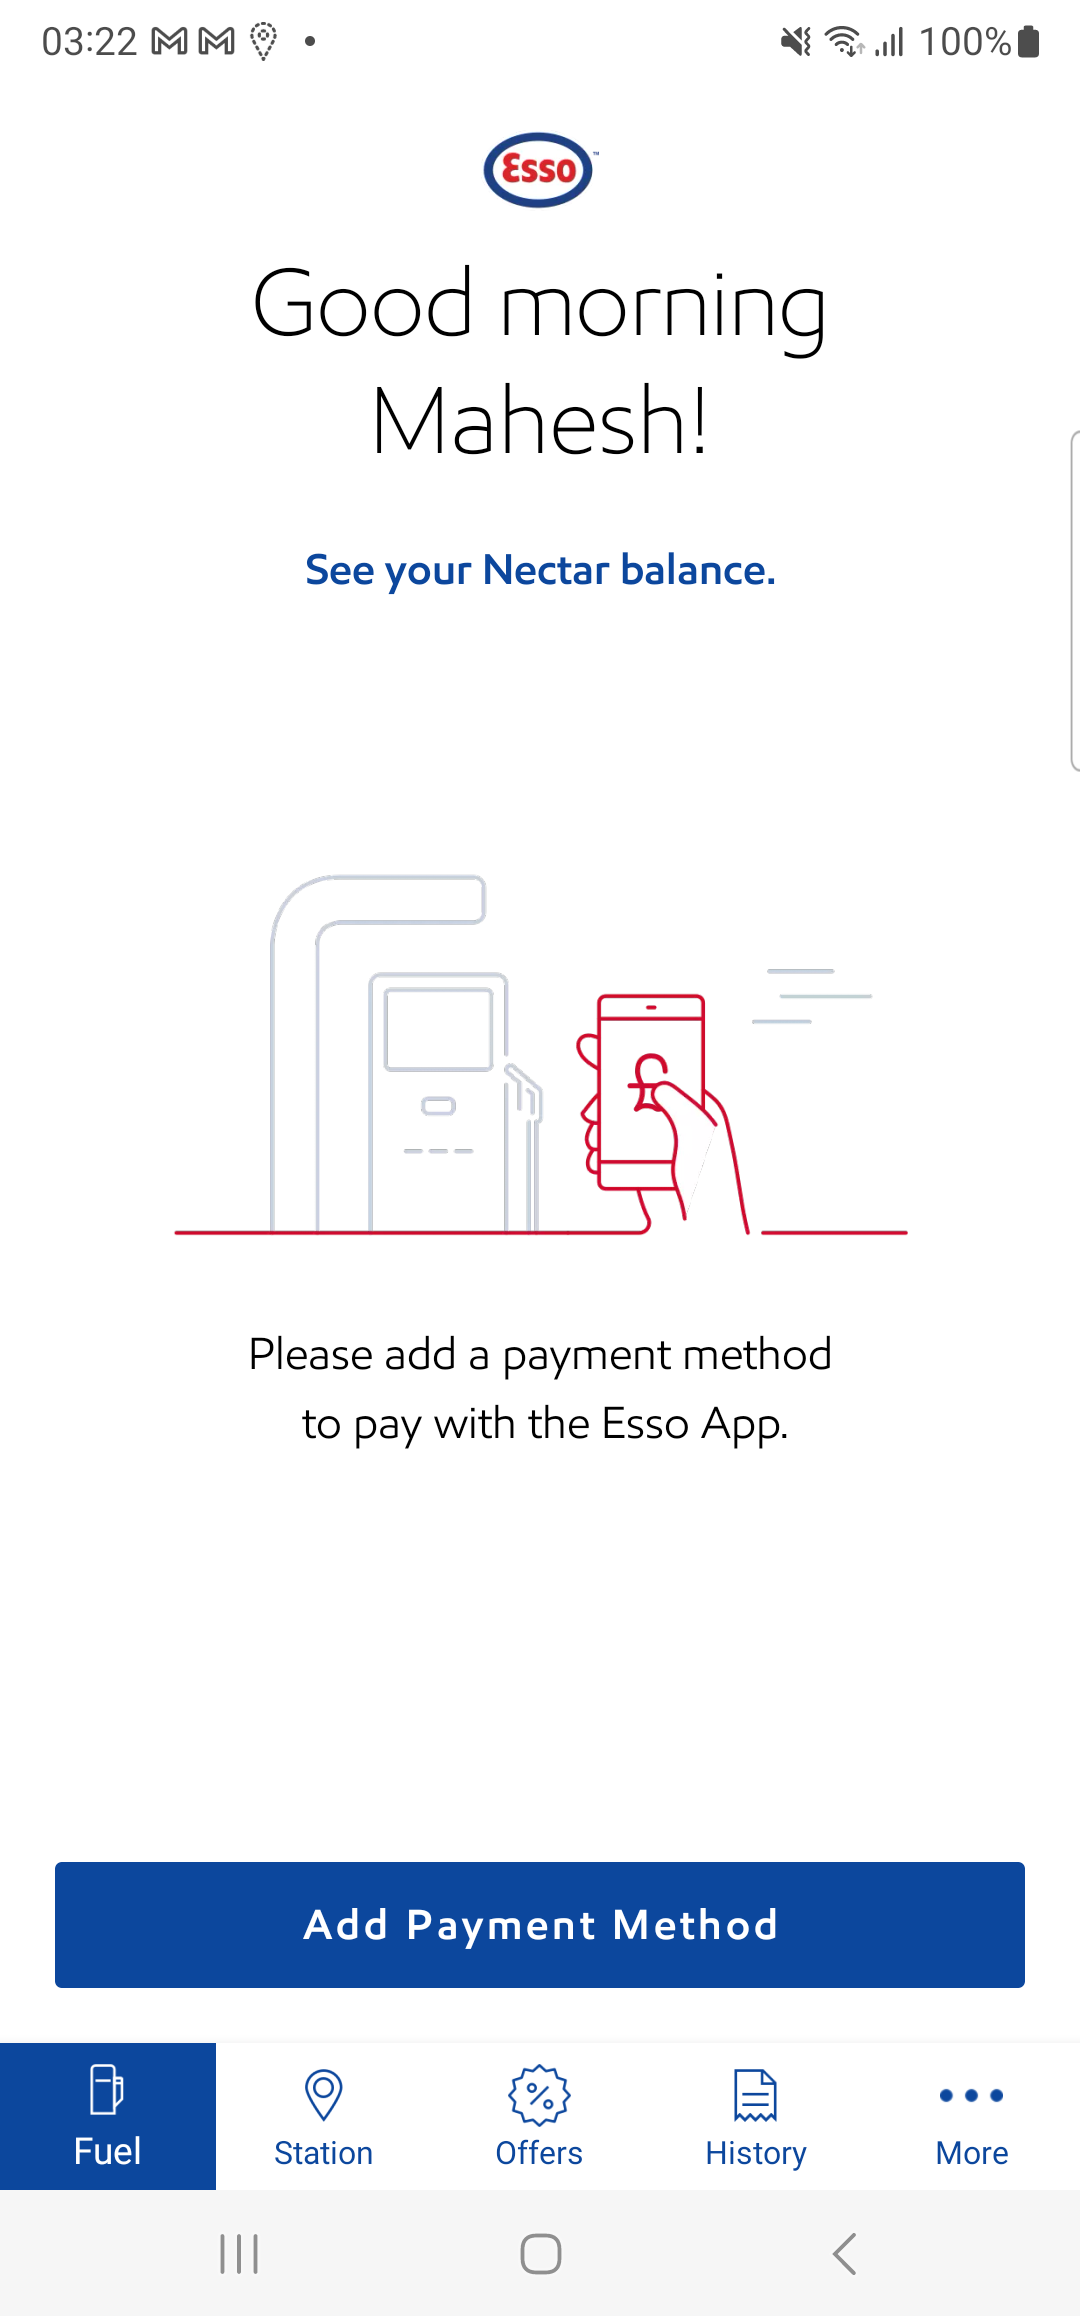 03:22
100%
Esso
Good morning
Mahesh!
See your Nectar balance.
£
Please add a payment method
to pay with the Esso App.
Add Payment Method
Fuel
Station
Offers
History
More